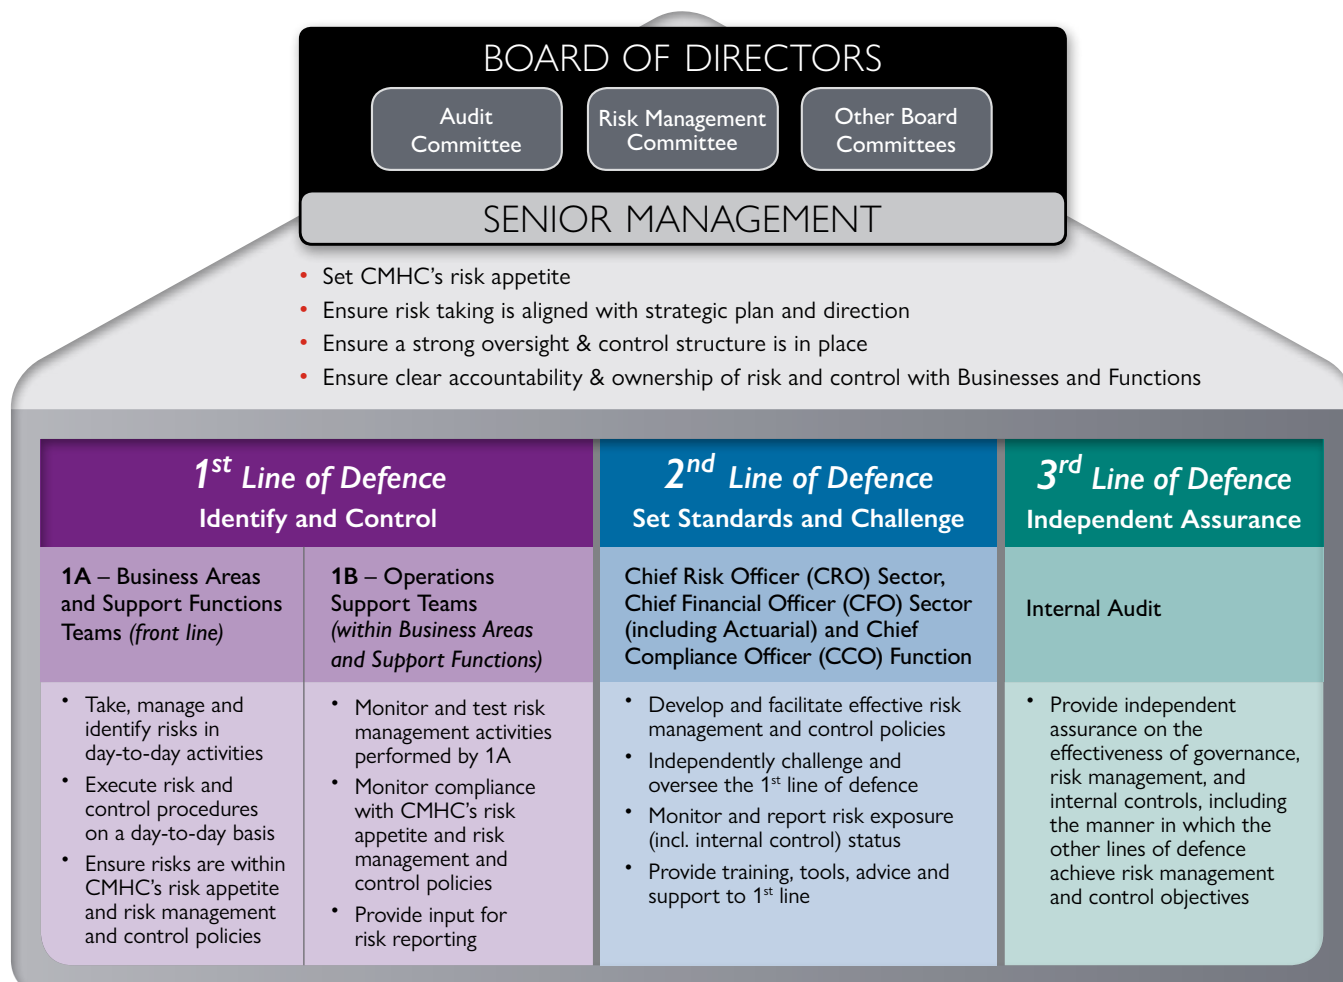 BOARD OF DIRECTORS
Audit
Committee
Risk Management
Committee
Other Board
Committees
SENIOR MANAGEMENT
• Set CMHC’s risk appetite
• Ensure risk taking is aligned with strategic plan and direction
• Ensure a strong oversight & control structure is in place
• Ensure clear accountability & ownership of risk and control with Businesses and Functions
1st Line of Defence
Identify and Control
1A – Business Areas
and Support Functions
Teams (front line)
• Take, manage and
identify risks in
day-to-day activities
• Execute risk and
control procedures
on a day-to-day basis
• Ensure risks are within
CMHC’s risk appetite
and risk management
and control policies
1B – Operations
Support Teams
(within Business Areas
and Support Functions)
• Monitor and test risk
management activities
performed by 1A
• Monitor compliance
with CMHC’s risk
appetite and risk
management and
control policies
• Provide input for
risk reporting
2nd Line of Defence
Set Standards and Challenge
Chief Risk Officer (CRO) Sector,
Chief Financial Officer (CFO) Sector
(including Actuarial) and Chief
Compliance Officer (CCO) Function
• Develop and facilitate effective risk
management and control policies
• Independently challenge and
oversee the 1st line of defence
• Monitor and report risk exposure
(incl. internal control) status
• Provide training, tools, advice and
support to 1st line
3rd Line of Defence
Independent Assurance
Internal Audit
• Provide independent
assurance on the
effectiveness of governance,
risk management, and
internal controls, including
the manner in which the
other lines of defence
achieve risk management
and control objectives